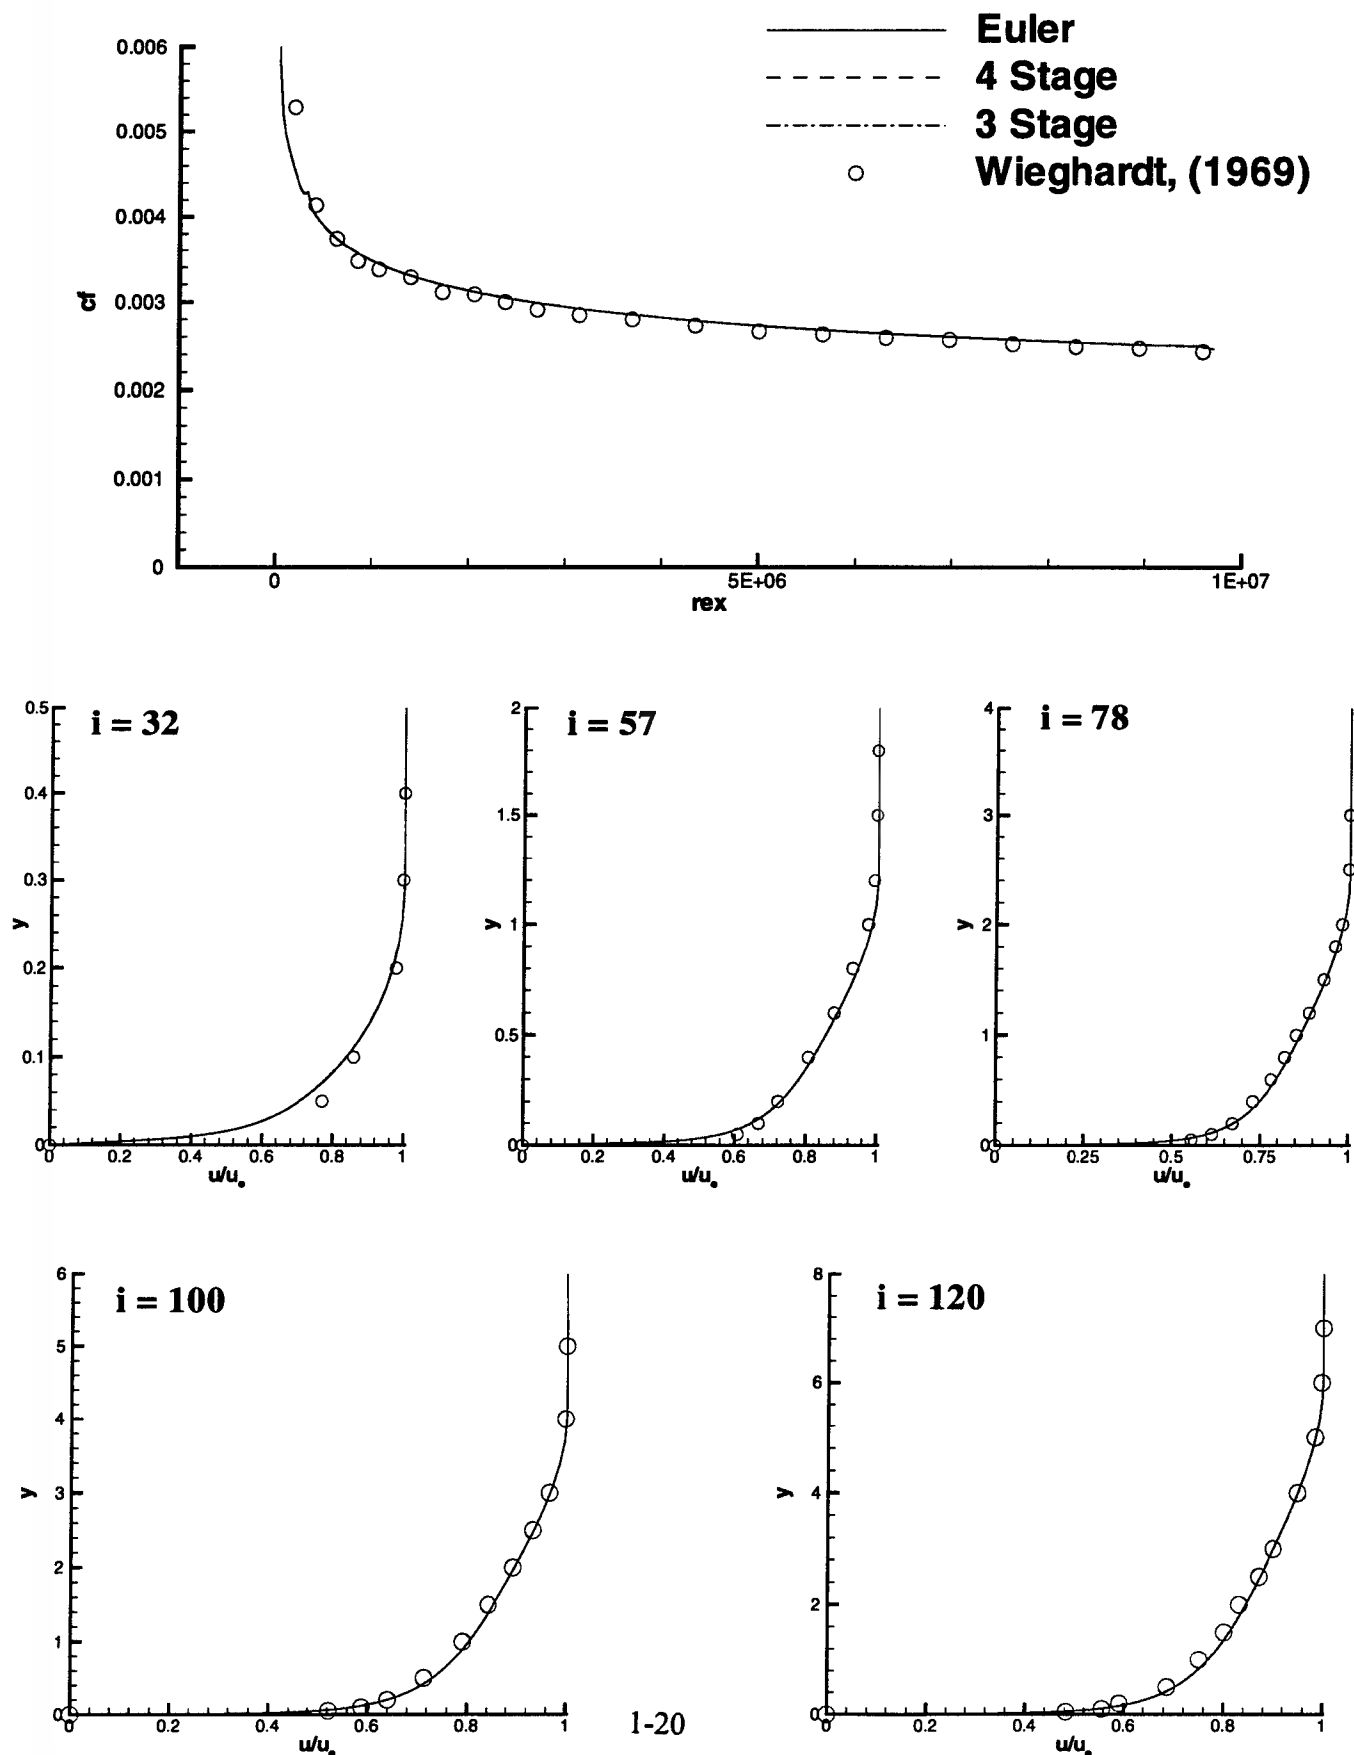 Euler
4 Stage
3 Stage
Wieghardt, (1969)
0.006
0.005
0.004
0.003
0.002
0.001
0
cf
0
5E+06
1E+07
rex
i = 32
0.5
0.4
0.3
0.2
0.1
0
y
0
0.2
0.4
0.6
0.8
1
u/u
i = 57
2
1.5
1
0.5
0
y
0
0.2
0.4
0.6
0.8
1
u/u
i = 78
4
3
2
1
0
y
0
0.25
0.5
0.75
1
u/u
i = 100
6
5
4
3
2
1
0
y
0
0.2
0.4
0.6
0.8
1
u/u
i = 120
8
6
4
2
0
y
0
0.2
0.4
0.6
0.8
1
u/u
1-20